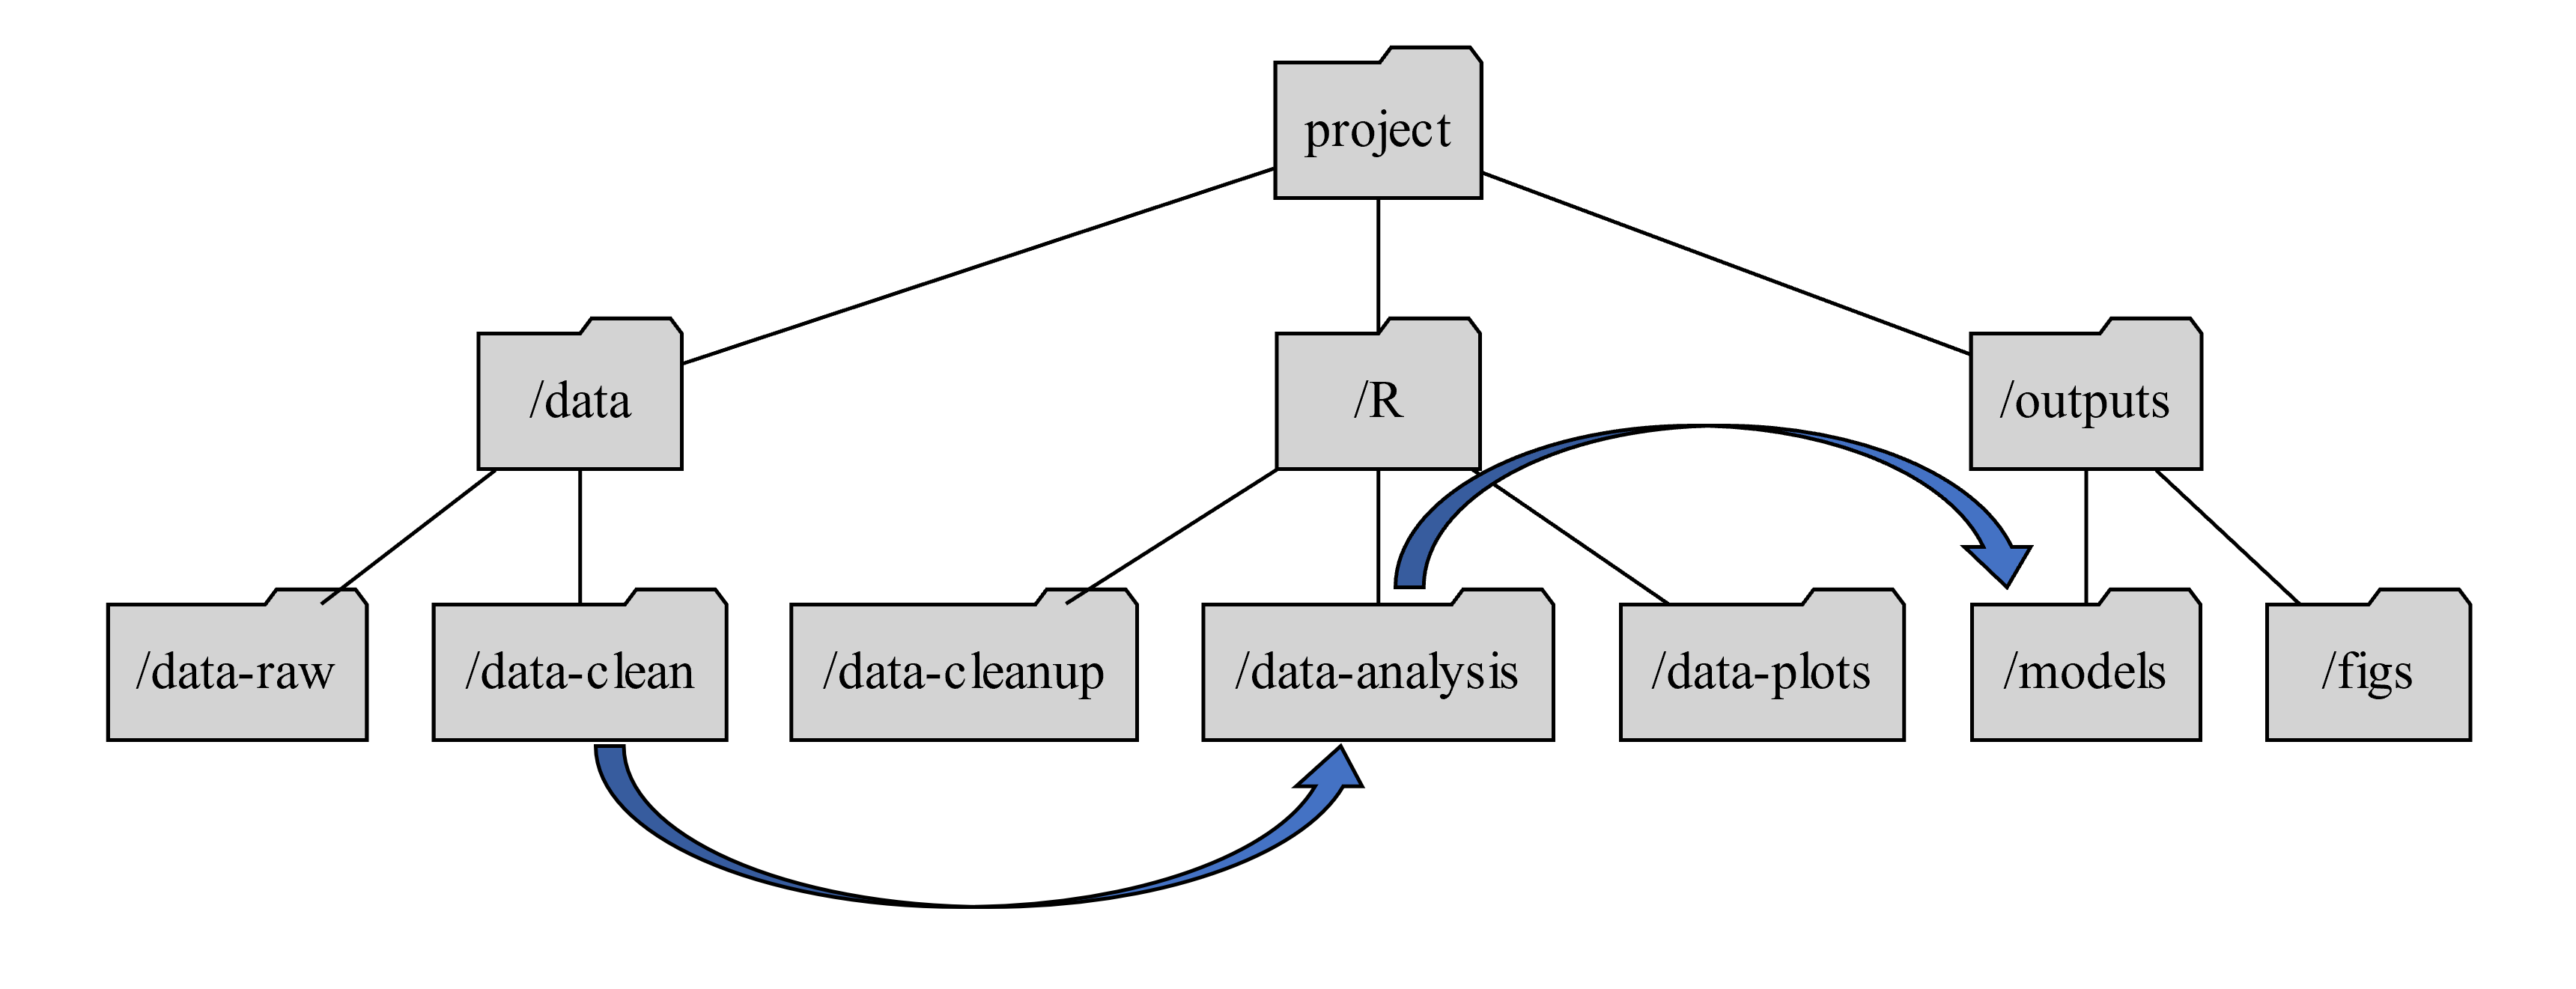 project
/data
/R
/outputs
/data-raw
/data-clean
/data-cleanup
/data-analysis
/data-plots
/models
/figs